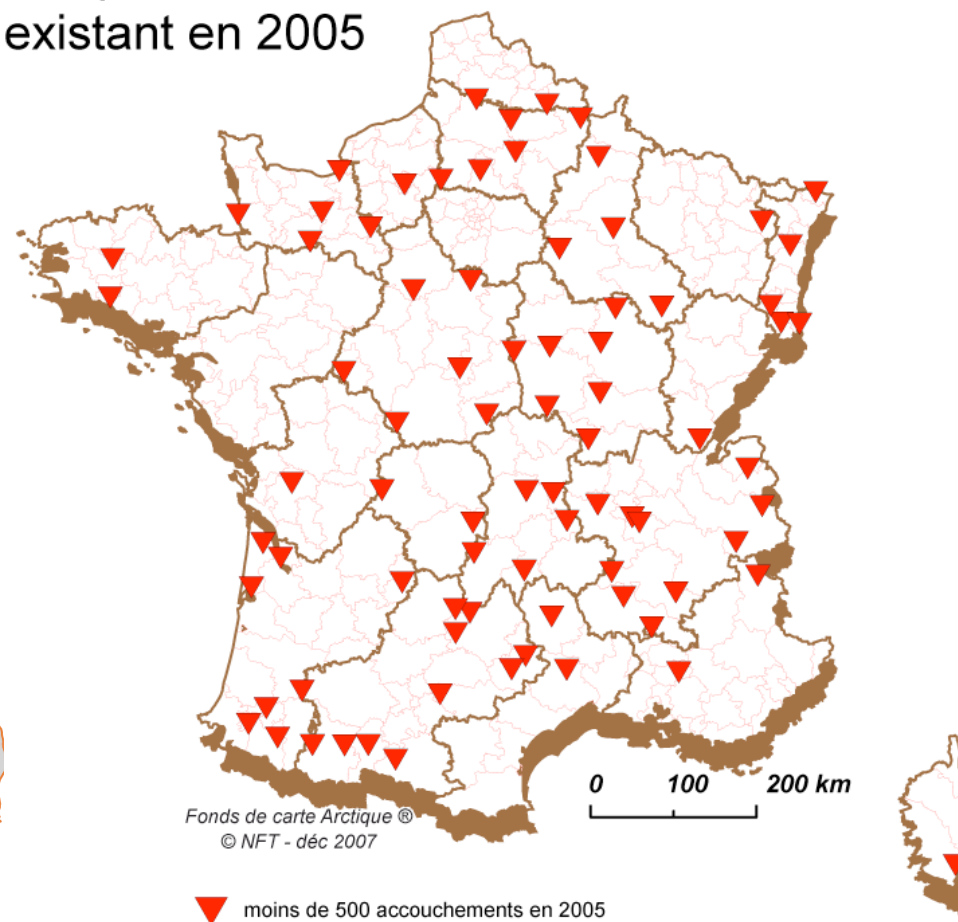 existant en 2005
0 100 200 km
Fonds de carte Arctique ®
© NFT - déc 2007
moins de 500 accouchements en 2005